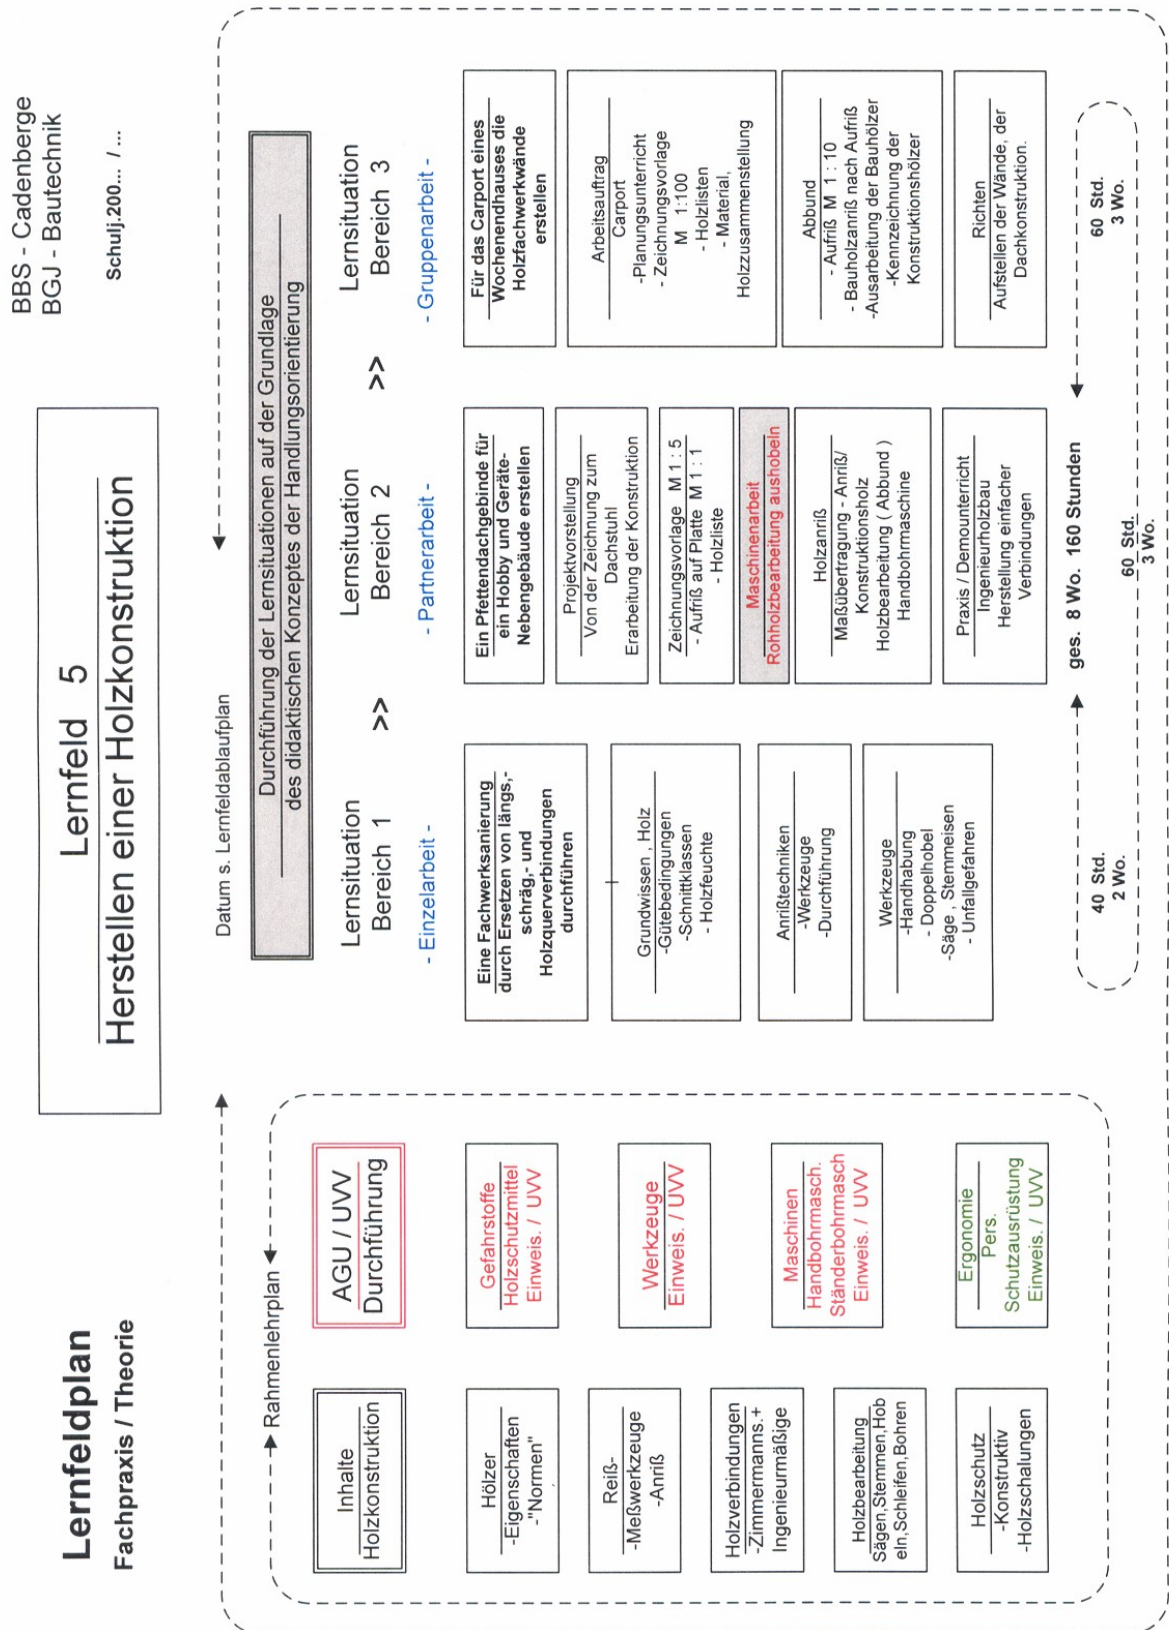 Lernfeldplan
Fachpraxis / Theorie
Lernfeld 5
Herstellen einer Holzkonstruktion
BBS - Cadenberge
BGJ - Bautechnik
Schulj.200... / ...
Rahmenlehrplan
Datum s. Lernfeldablaufplan
Inhalte
Holzkonstruktion
Hölzer
-Eigenschaften
-"Normen"
Reiß-
-Meßwerkzeuge
-Anriß
Holzverbindungen
-Zimmermanns.+
Ingenieurmäßige
Holzbearbeitung
Sägen,Stemmen,Hob
eln,Schleifen,Bohren
Holzschutz
-Konstruktiv
-Holzschalungen
AGU / UVV
Durchführung
Gefahrstoffe
Holzschutzmittel
Einweis. / UVV
Werkzeuge
Einweis. / UVV
Maschinen
Handbohrmasch.
Ständerbohrmasch
Einweis. / UVV
Ergonomie
Pers.
Schutzausrüstung
Einweis. / UVV
Durchführung der Lernsituationen auf der Grundlage
des didaktischen Konzeptes der Handlungsorientierung
Lernsituation
Bereich 1
>>
- Einzelarbeit -
Eine Fachwerksanierung
durch Ersetzen von längs,-
schräg,- und
Holzquerverbindungen
durchführen
Grundwissen , Holz
-Gütebedingungen
-Schnittklassen
- Holzfeuchte
Anrißtechniken
-Werkzeuge
-Durchführung
Werkzeuge
-Handhabung
- Doppelhobel
-Säge , Stemmeisen
- Unfallgefahren
Lernsituation
Bereich 2
>>
- Partnerarbeit -
Ein Pfettendachgebinde für
ein Hobby und Geräte-
Nebengebäude erstellen
Projektvorstellung
Von der Zeichnung zum
Dachstuhl
Erarbeitung der Konstruktion
Zeichnungsvorlage M 1 : 5
- Aufriß auf Platte M 1 : 1
- Holzliste
Maschinenarbeit
Rohholzbearbeitung aushobeln
Holzanriß
Maßübertragung - Anriß/
Konstruktionsholz
Holzbearbeitung ( Abbund )
Handbohrmaschine
Praxis / Demounterricht
Ingenieurholzbau
Herstellung einfacher
Verbindungen
Lernsituation
Bereich 3
- Gruppenarbeit -
Für das Carport eines
Wochenendhauses die
Holzfachwerkwände
erstellen
Arbeitsauftrag
Carport
-Planungsunterricht
- Zeichnungsvorlage
M 1:100
- Holzlisten
- Material,
Holzzusammenstellung
Abbund
- Aufriß M 1 : 10
- Bauholzanriß nach Aufriß
-Ausarbeitung der Bauhölzer
-Kennzeichnung der
Konstruktionshölzer
Richten
Aufstellen der Wände, der
Dachkonstruktion.
ges. 8 Wo. 160 Stunden
40 Std.
2 Wo.
60 Std.
3 Wo.
60 Std.
3 Wo.